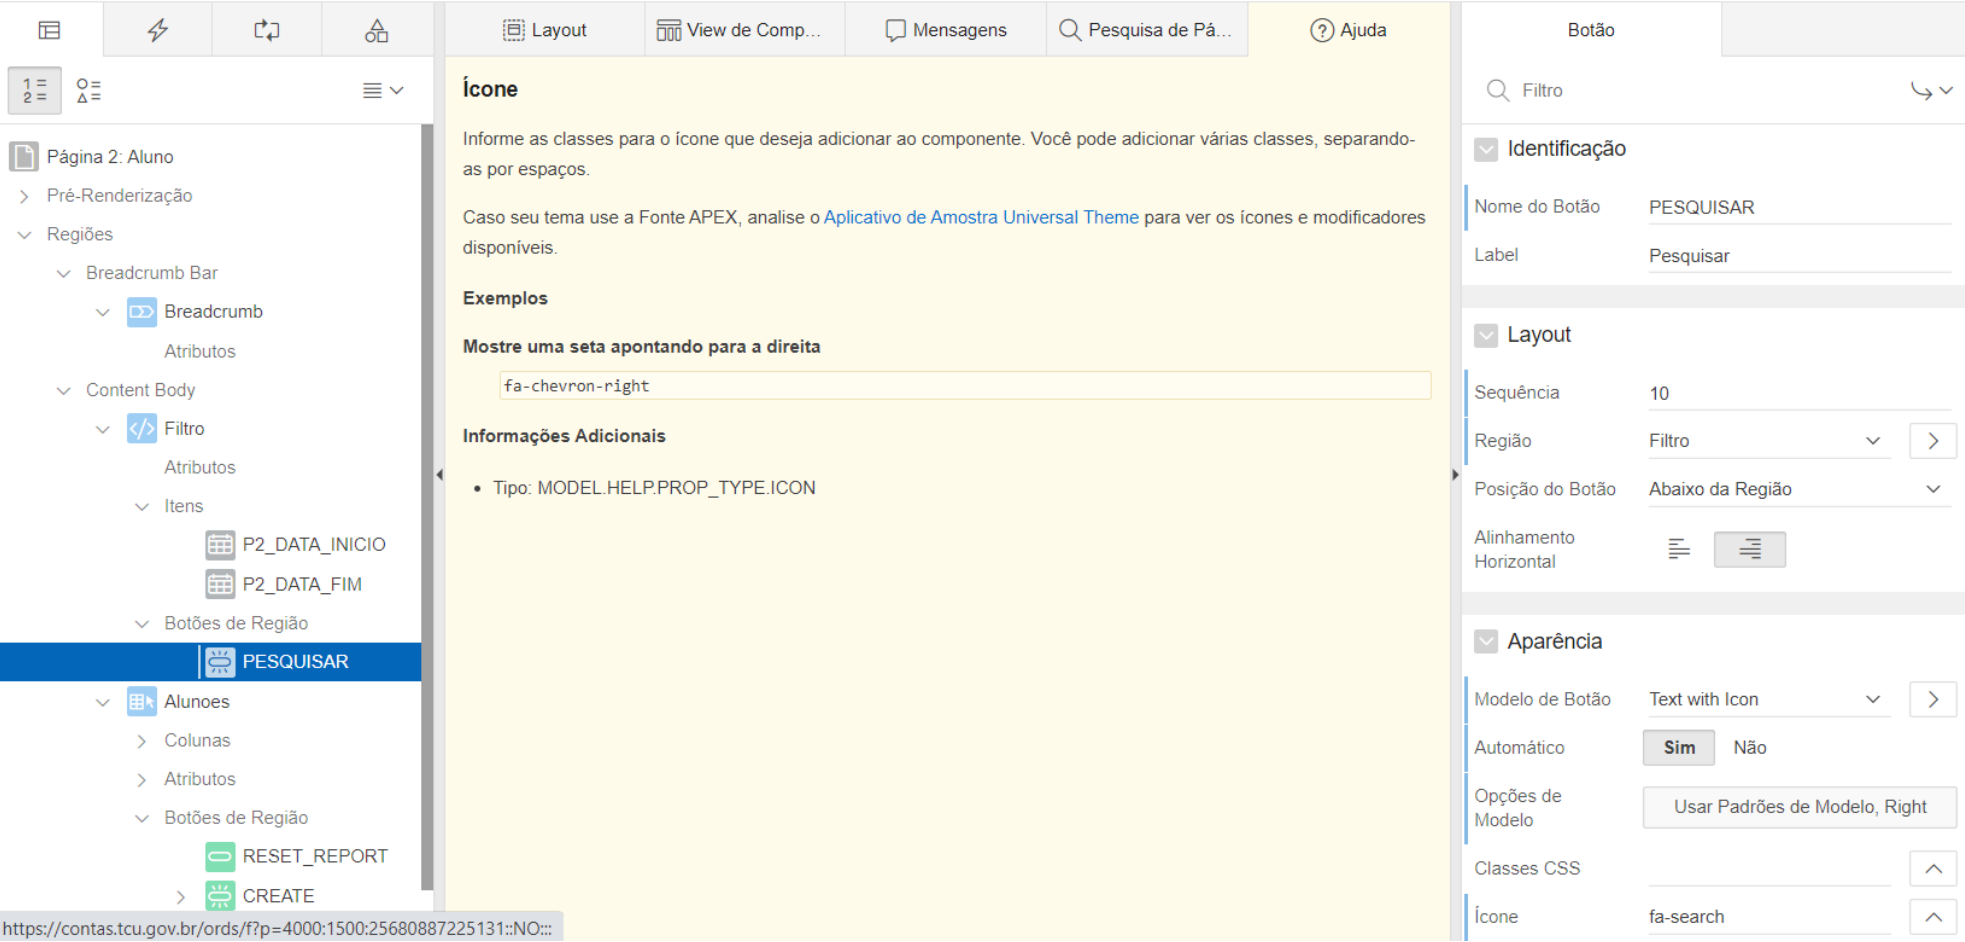 Layout
View de Comp...
Mensagens
Pesquisa de Pá...
Ajuda
Botão
Filtro
Página 2: Aluno
Pré-Renderização
Regiões
Breadcrumb Bar
Breadcrumb
Atributos
Content Body
Filtro
Atributos
Itens
P2_DATA_INICIO
P2_DATA_FIM
Botões de Região
PESQUISAR
Alunoes
Colunas
Atributos
Botões de Região
RESET_REPORT
CREATE
https://contas.tcu.gov.br/ords/f?p=4000:1500:25680887225131::NO:::
Ícone
Informe as classes para o ícone que deseja adicionar ao componente. Você pode adicionar várias classes, separando-
as por espaços.
Caso seu tema use a Fonte APEX, analise o Aplicativo de Amostra Universal Theme para ver os ícones e modificadores
disponíveis.
Exemplos
Mostre uma seta apontando para a direita
fa-chevron-right
Informações Adicionais
• Tipo: MODEL.HELP.PROP_TYPE.ICON
Identificação
Nome do Botão PESQUISAR
Label Pesquisar
Layout
Sequência 10
Região Filtro
Posição do Botão Abaixo da Região
Alinhamento
Horizontal
Aparência
Modelo de Botão Text with Icon
Automático Sim Não
Opções de
Modelo
Usar Padrões de Modelo, Right
Classes CSS
Ícone fa-search